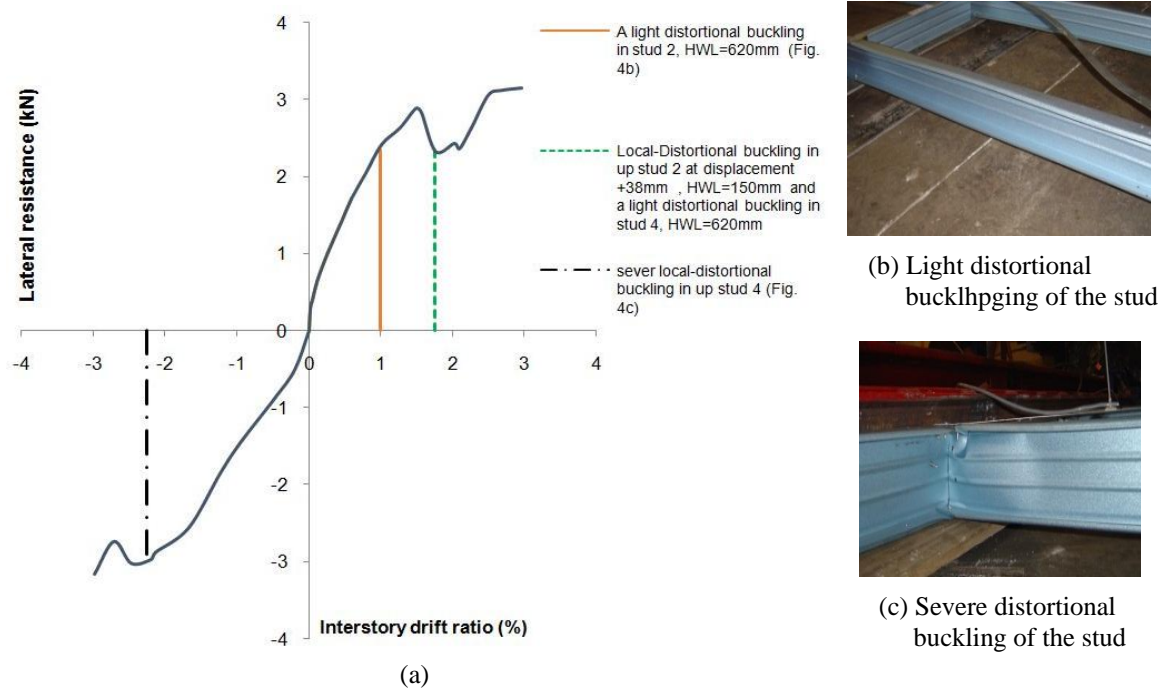 Lateral resistance (kN)
4
3
2
1
0
-1
-2
-3
-4
-4
-3
-2
-1
0
1
2
3
4
Interstory drift ratio (%)
A light distortional buckling
in stud 2, HWL=620mm (Fig.
4b)
Local-Distortional buckling in
up stud 2 at displacement
+38mm , HWL=150mm and
a light distortional buckling in
stud 4, HWL=620mm
sever local-distortional
buckling in up stud 4 (Fig.
4c)
(a)
(b) Light distortional
bucklhpging of the stud
(c) Severe distortional
buckling of the stud